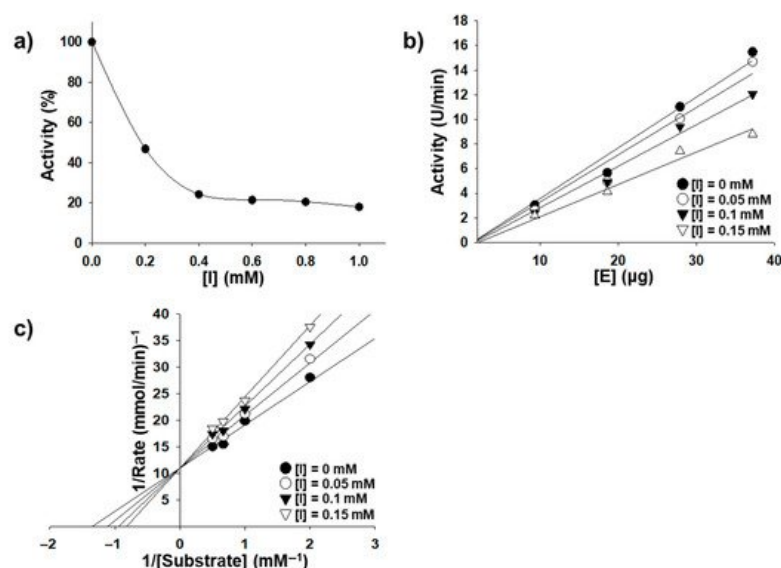 a)
Activity (%)
100
80
60
40
20
0
0.0 0.2 0.4 0.6 0.8 1.0
[I] (mM)
b)
Activity (U/min)
18
16
14
12
10
8
6
4
2
0
0 10 20 30 40
[E] (µg)
[I] = 0 mM
[I] = 0.05 mM
[I] = 0.1 mM
[I] = 0.15 mM
c)
1/Rate (mmol/min)⁻¹
40
35
30
25
20
15
10
5
−2 −1 0 1 2 3
1/[Substrate] (mM⁻¹)
[I] = 0 mM
[I] = 0.05 mM
[I] = 0.1 mM
[I] = 0.15 mM